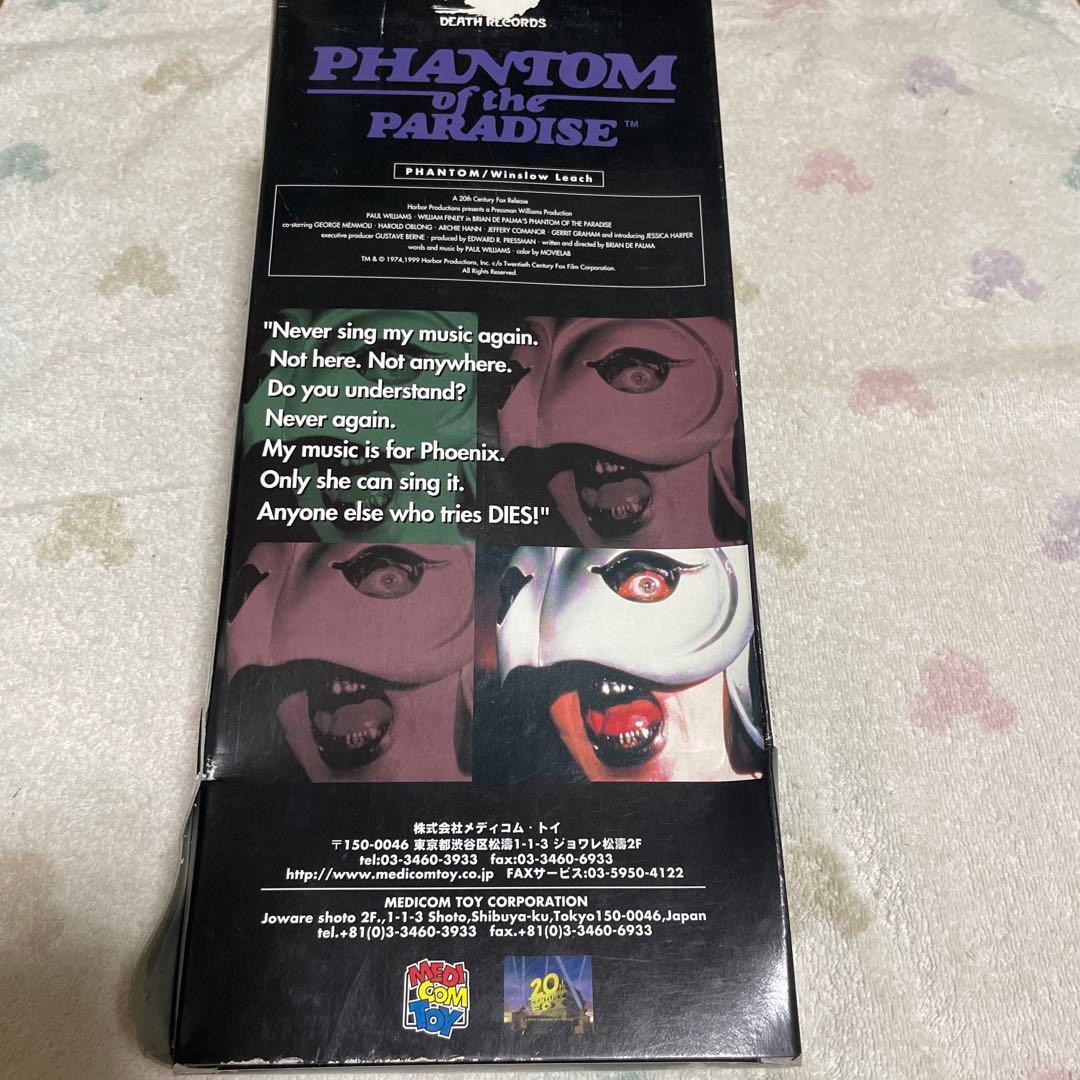 DEATH RECORDS
PHANTOM
of the
PARADISE™
PHANTOM/Winslow Leach
A 20th Century Fox Release
Harbor Productions presents a Pressman Williams Production
PAUL WILLIAMS · WILLIAM FINLEY in BRIAN DE PALMA'S PHANTOM OF THE PARADISE
co-starring GEORGE MEMMOLI · HAROLD OBLONG · ARCHIE HANN · JEFFERY COMANOR · GERRIT GRAHAM and introducing JESSICA HARPER
executive producer GUSTAVE BERNE · produced by EDWARD R. PRESSMAN · written and directed by BRIAN DE PALMA
words and music by PAUL WILLIAMS · color by MOVIELAB
TM & © 1974,1999 Harbor Productions, Inc. c/o Twentieth Century Fox Film Corporation.
All Rights Reserved.
"Never sing my music again.
Not here. Not anywhere.
Do you understand?
Never again.
My music is for Phoenix.
Only she can sing it.
Anyone else who tries DIES!"
株式会社メディコム・トイ
〒150-0046 東京都渋谷区松濤1-1-3 ジョワレ松濤2F
tel:03-3460-3933 fax:03-3460-6933
http://www.medicomtoy.co.jp FAXサービス:03-5950-4122
MEDICOM TOY CORPORATION
Joware shoto 2F.,1-1-3 Shoto,Shibuya-ku,Tokyo150-0046,Japan
tel.+81(0)3-3460-3933 fax.+81(0)3-3460-6933
MEDI
COM
TOY
20
CENTURY
FOX